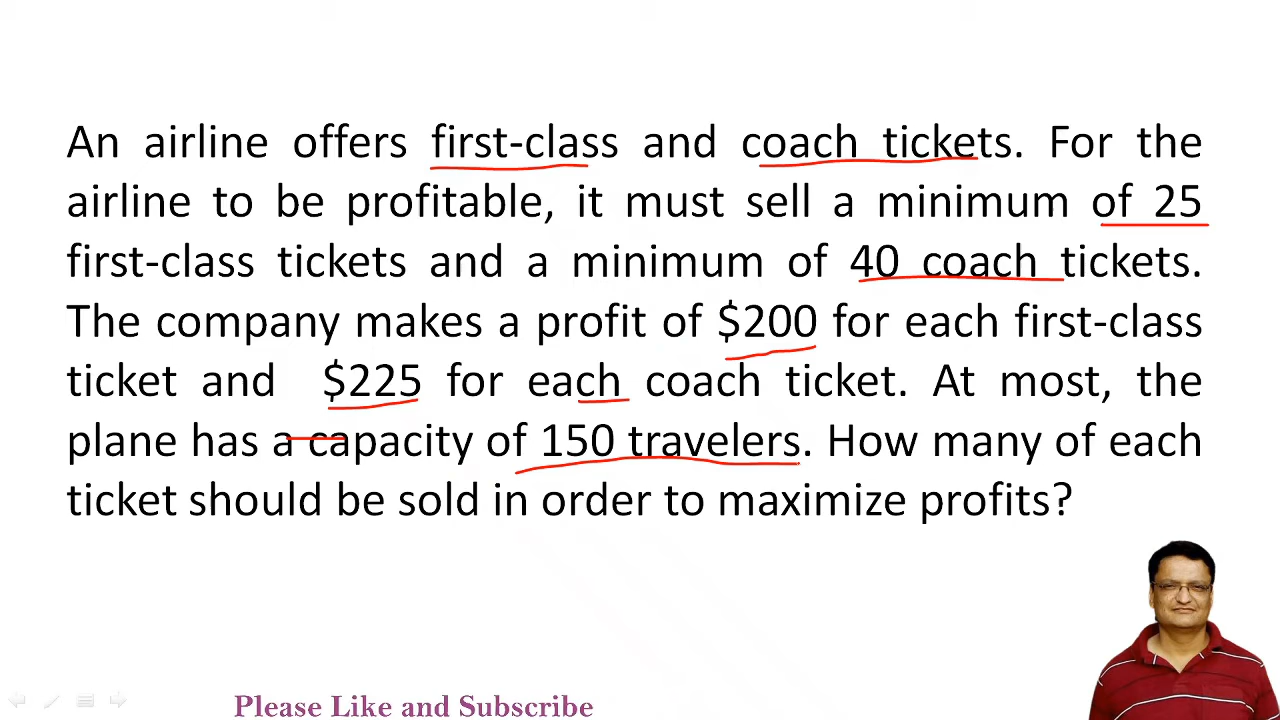 An airline offers first-class and coach tickets. For the
airline to be profitable, it must sell a minimum of 25
first-class tickets and a minimum of 40 coach tickets.
The company makes a profit of $200 for each first-class
ticket and $225 for each coach ticket. At most, the
plane has a capacity of 150 travelers. How many of each
ticket should be sold in order to maximize profits?
Please Like and Subscribe